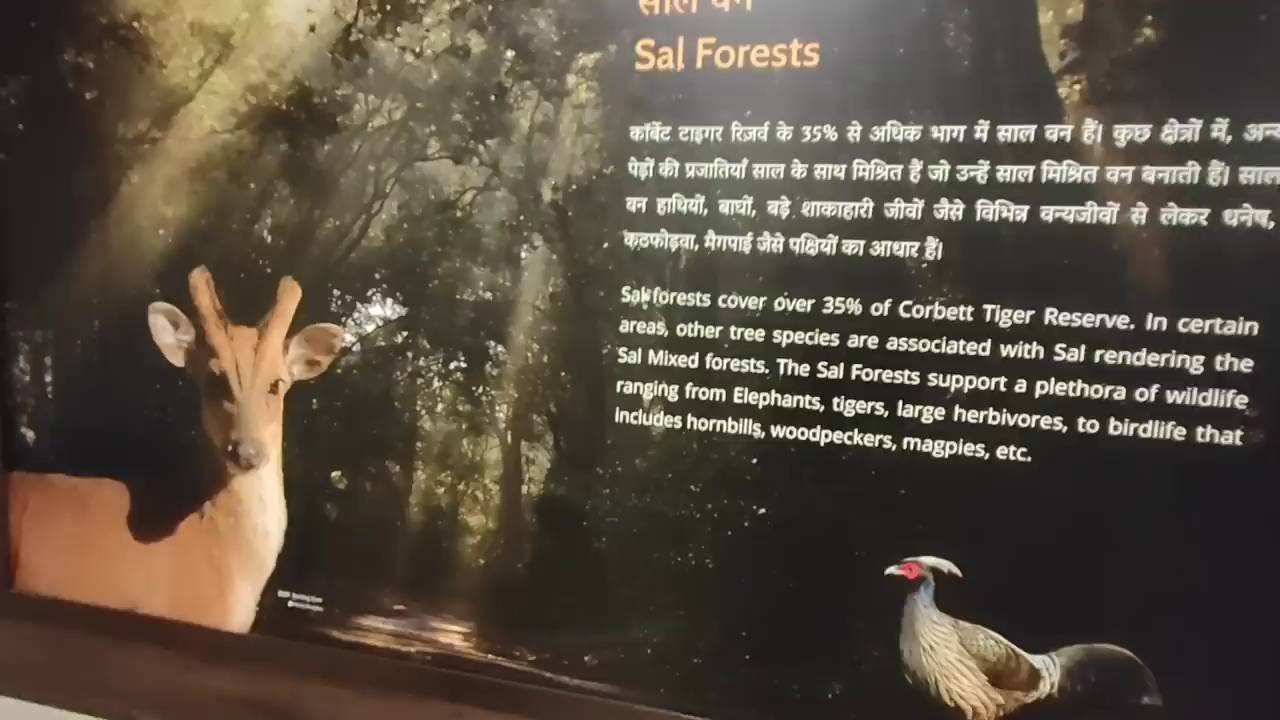 साल वन
Sal Forests
कॉर्बेट टाइगर रिज़र्व के 35% से अधिक भाग में साल वन हैं। कुछ क्षेत्रों में,
पेड़ों की प्रजातियाँ साल के साथ मिश्रित हैं जो उन्हें साल मिश्रित वन बनाती हैं। साल
वन हाथियों, बाघों, बड़े शाकाहारी जीवों जैसे विभिन्न वन्यजीवों से लेकर धनेष,
कठफोड़वा, मैगपाई जैसे पक्षियों का आधार हैं।
Sal forests cover over 35% of Corbett Tiger Reserve. In certain
areas, other tree species are associated with Sal rendering the
Sal Mixed forests. The Sal Forests support a plethora of wildlife
ranging from Elephants, tigers, large herbivores, to birdlife that
includes hornbills, woodpeckers, magpies, etc.